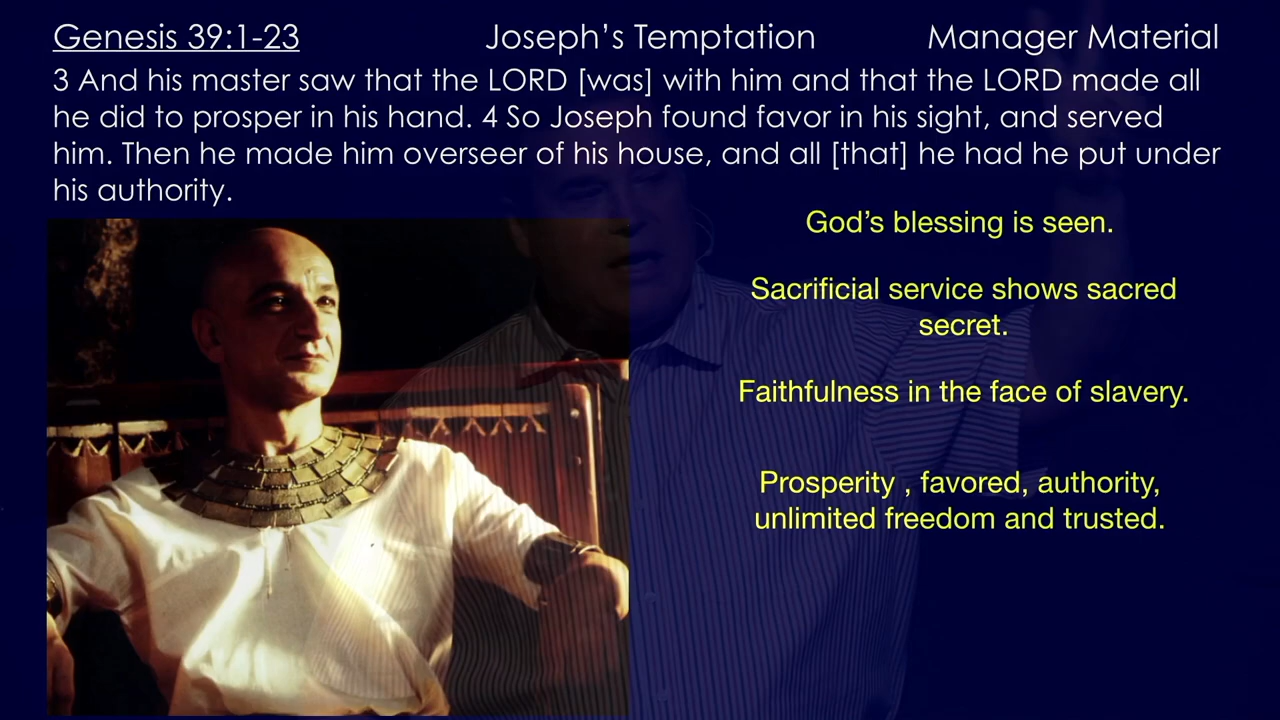 Genesis 39:1-23 Joseph’s Temptation Manager Material
3 And his master saw that the LORD [was] with him and that the LORD made all
he did to prosper in his hand. 4 So Joseph found favor in his sight, and served
him. Then he made him overseer of his house, and all [that] he had he put under
his authority.
God’s blessing is seen.
Sacrificial service shows sacred
secret.
Faithfulness in the face of slavery.
Prosperity , favored, authority,
unlimited freedom and trusted.